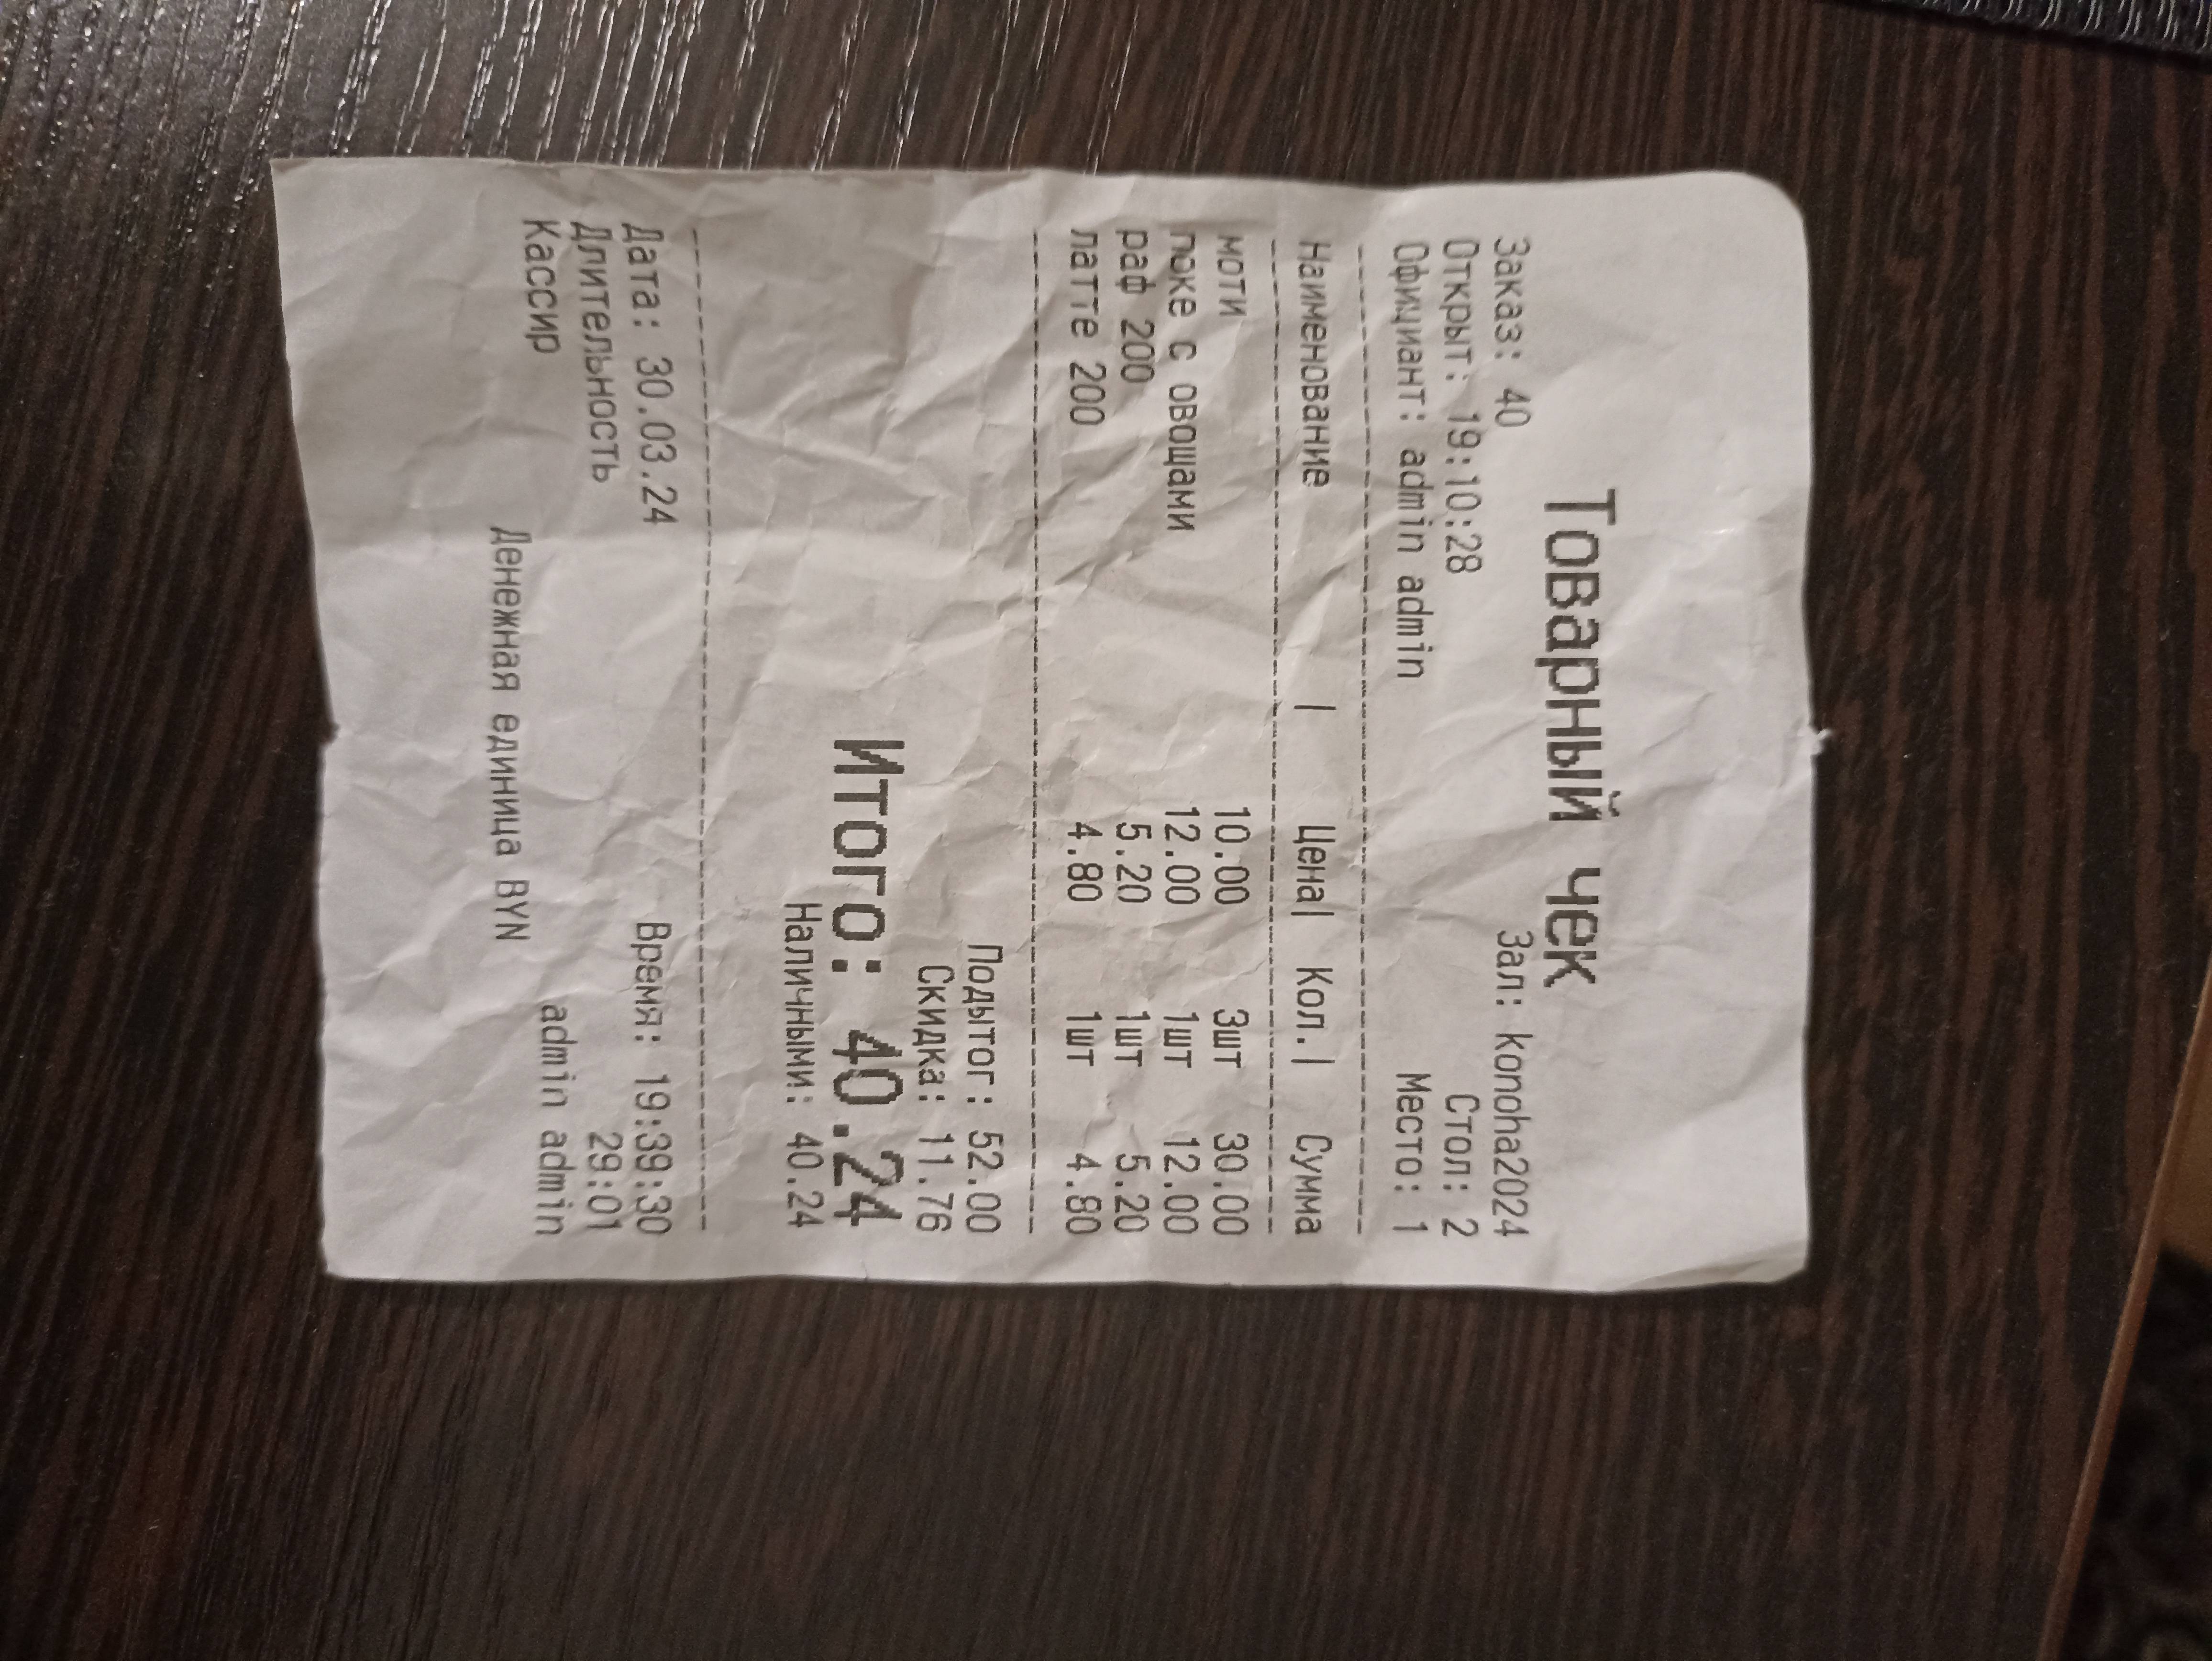 Товарный чек
Заказ: 40 Зал: konoha2024
Открыт: 19:10:28 Стол: 2
Официант: admin admin Место: 1
Наименование | Цена| Кол.| Сумма
моти 10.00 3шт 30.00
поке с овощами 12.00 1шт 12.00
раф 200 5.20 1шт 5.20
латте 200 4.80 1шт 4.80
Подытог: 52.00
Скидка: 11.76
Итого: 40.24
Наличными: 40.24
Дата: 30.03.24 Время: 19:39:30
Длительность 29:01
Кассир admin admin
Денежная единица BYN